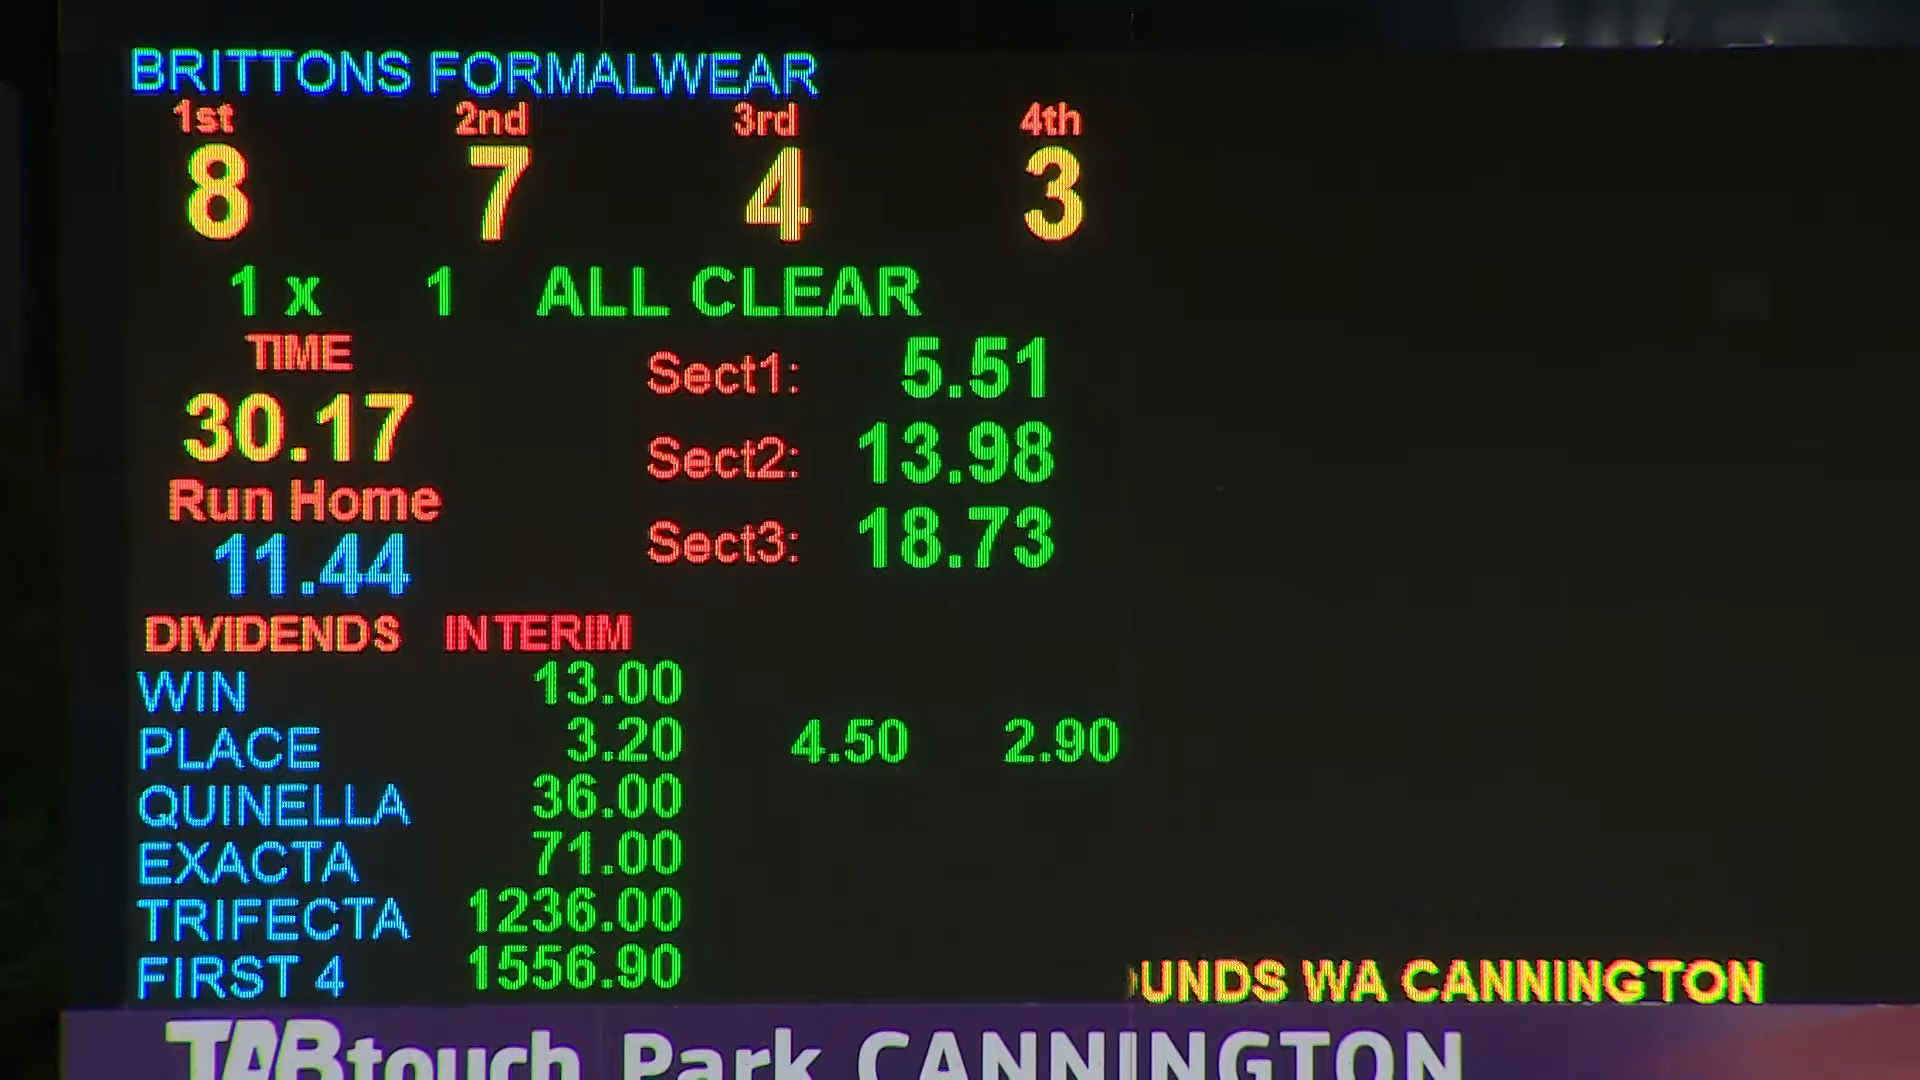 BRITTONS FORMALWEAR
1st 2nd 3rd 4th
8 7 4 3
1 x 1 ALL CLEAR
TIME
30.17
Run Home
11.44
Sect1: 5.51
Sect2: 13.98
Sect3: 18.73
DIVIDENDS INTERIM
WIN 13.00
PLACE 3.20 4.50 2.90
QUINELLA 36.00
EXACTA 71.00
TRIFECTA 1236.00
FIRST 4 1556.90
UNDS WA CANNINGTON
TABtouch Park CANNINGTON